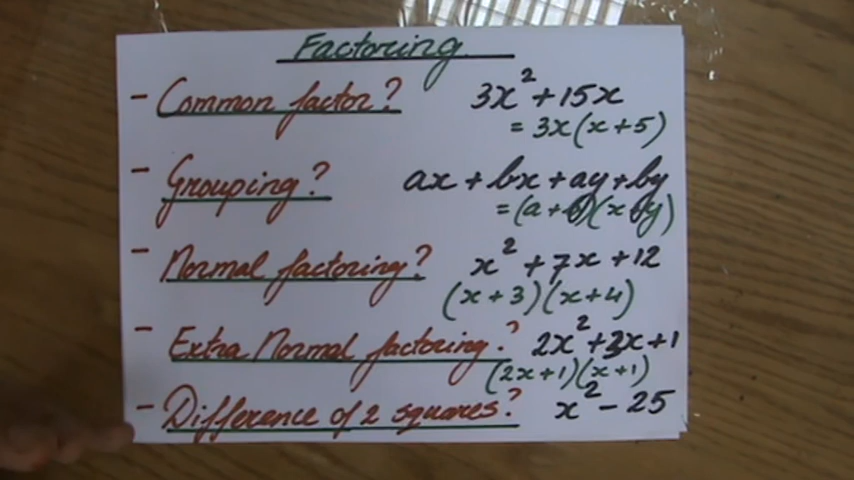 Factoring
- Common factor? 3x² + 15x
= 3x(x+5)
- Grouping? ax + bx + ay + by
= (a+b)(x+y)
- Normal factoring? x² + 7x + 12
(x+3)(x+4)
- Extra Normal factoring? 2x² + 3x + 1
(2x+1)(x+1)
- Difference of 2 squares? x² - 25